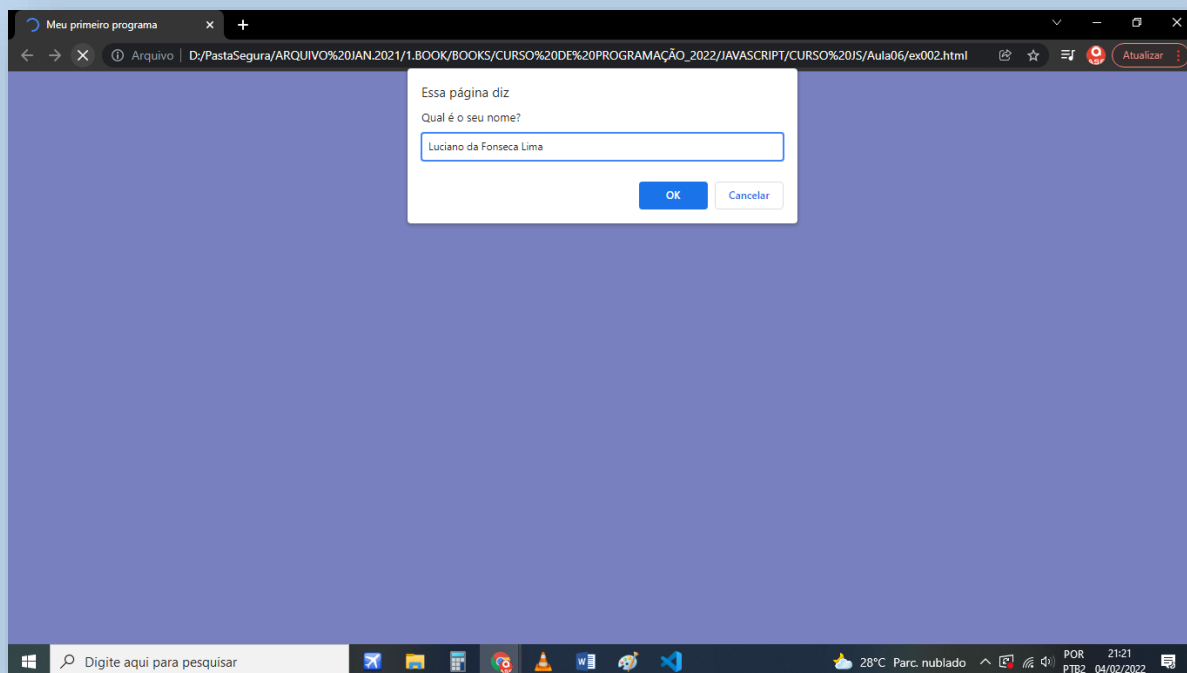 Meu primeiro programa
Arquivo | D:/PastaSegura/ARQUIVO%20JAN.2021/1.BOOK/BOOKS/CURSO%20DE%20PROGRAMAÇÃO_2022/JAVASCRIPT/CURSO%20JS/Aula06/ex002.html
Atualizar
Essa página diz
Qual é o seu nome?
Luciano da Fonseca Lima
OK Cancelar
Digite aqui para pesquisar
28°C Parc. nublado
POR 21:21
PTB2 04/02/2022